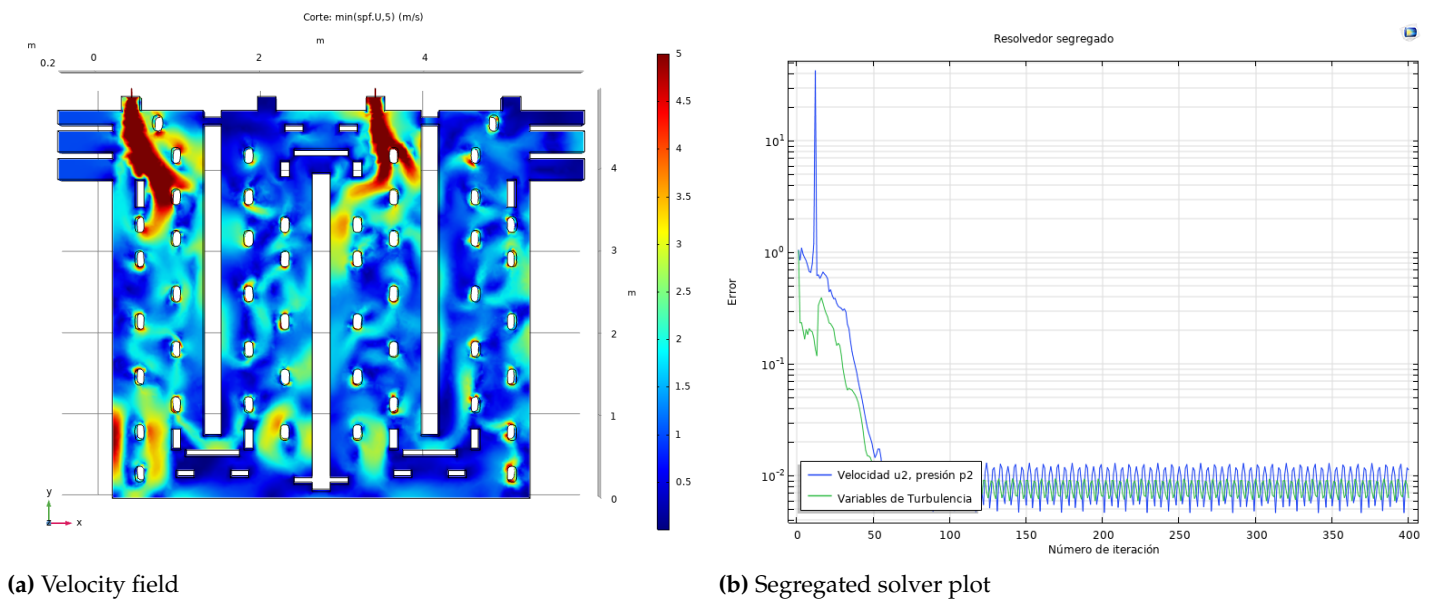 Corte: min(spf.U,5) (m/s)
m
m
0.2
0
2
4
4
3
m
2
1
0
5
4.5
4
3.5
3
2.5
2
1.5
1
0.5
y
z
x
(a) Velocity field
Resolvedor segregado
Error
10¹
10⁰
10⁻¹
10⁻²
Velocidad u2, presión p2
Variables de Turbulencia
0
50
100
150
200
250
300
350
400
Número de iteración
(b) Segregated solver plot